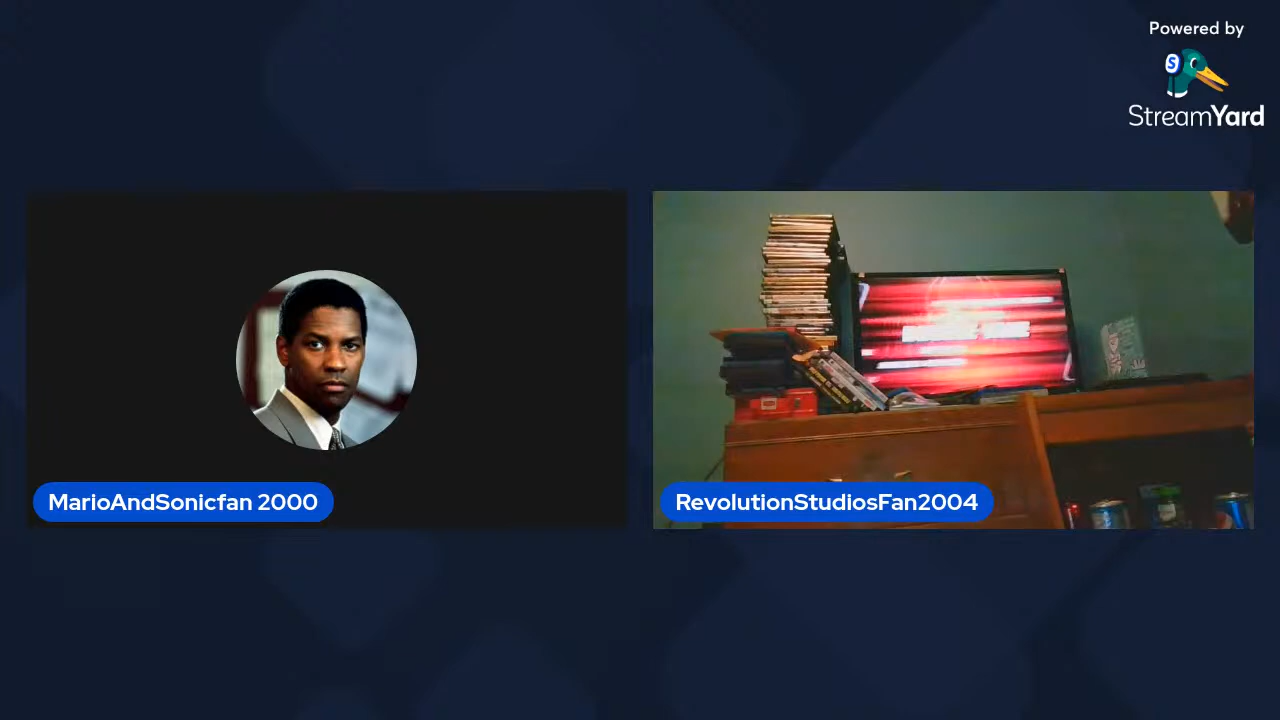 Powered by
S
StreamYard
MarioAndSonicfan 2000
RevolutionStudiosFan2004